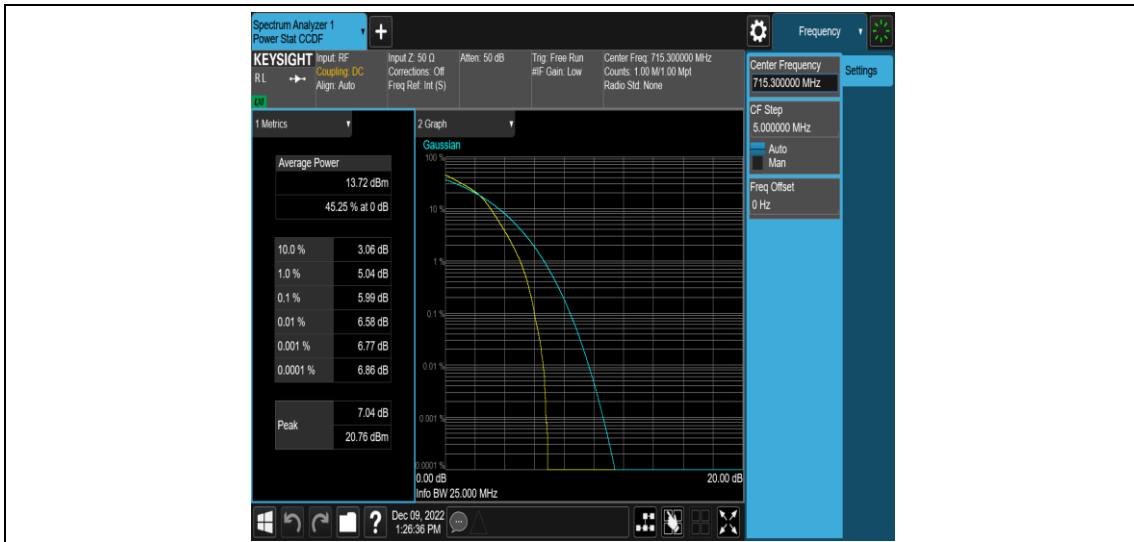 Spectrum Analyzer 1
Power Stat CCDF
+
Frequency
KEYSIGHT
RL
LXI
Input: RF
Coupling: DC
Align: Auto
Input Z: 50 Ω
Corrections: Off
Freq Ref: Int (S)
Atten: 50 dB
Trig: Free Run
#IF Gain: Low
Center Freq: 715.300000 MHz
Counts: 1.00 M/1.00 Mpt
Radio Std: None
Center Frequency
715.300000 MHz
Settings
CF Step
5.000000 MHz
Auto
Man
Freq Offset
0 Hz
1 Metrics
Average Power
13.72 dBm
45.25 % at 0 dB
10.0 % 3.06 dB
1.0 % 5.04 dB
0.1 % 5.99 dB
0.01 % 6.58 dB
0.001 % 6.77 dB
0.0001 % 6.86 dB
Peak
7.04 dB
20.76 dBm
2 Graph
Gaussian
100 %
10 %
1 %
0.1 %
0.01 %
0.001 %
0.0001 %
0.00 dB 20.00 dB
Info BW 25.000 MHz
?
Dec 09, 2022
1:26:36 PM